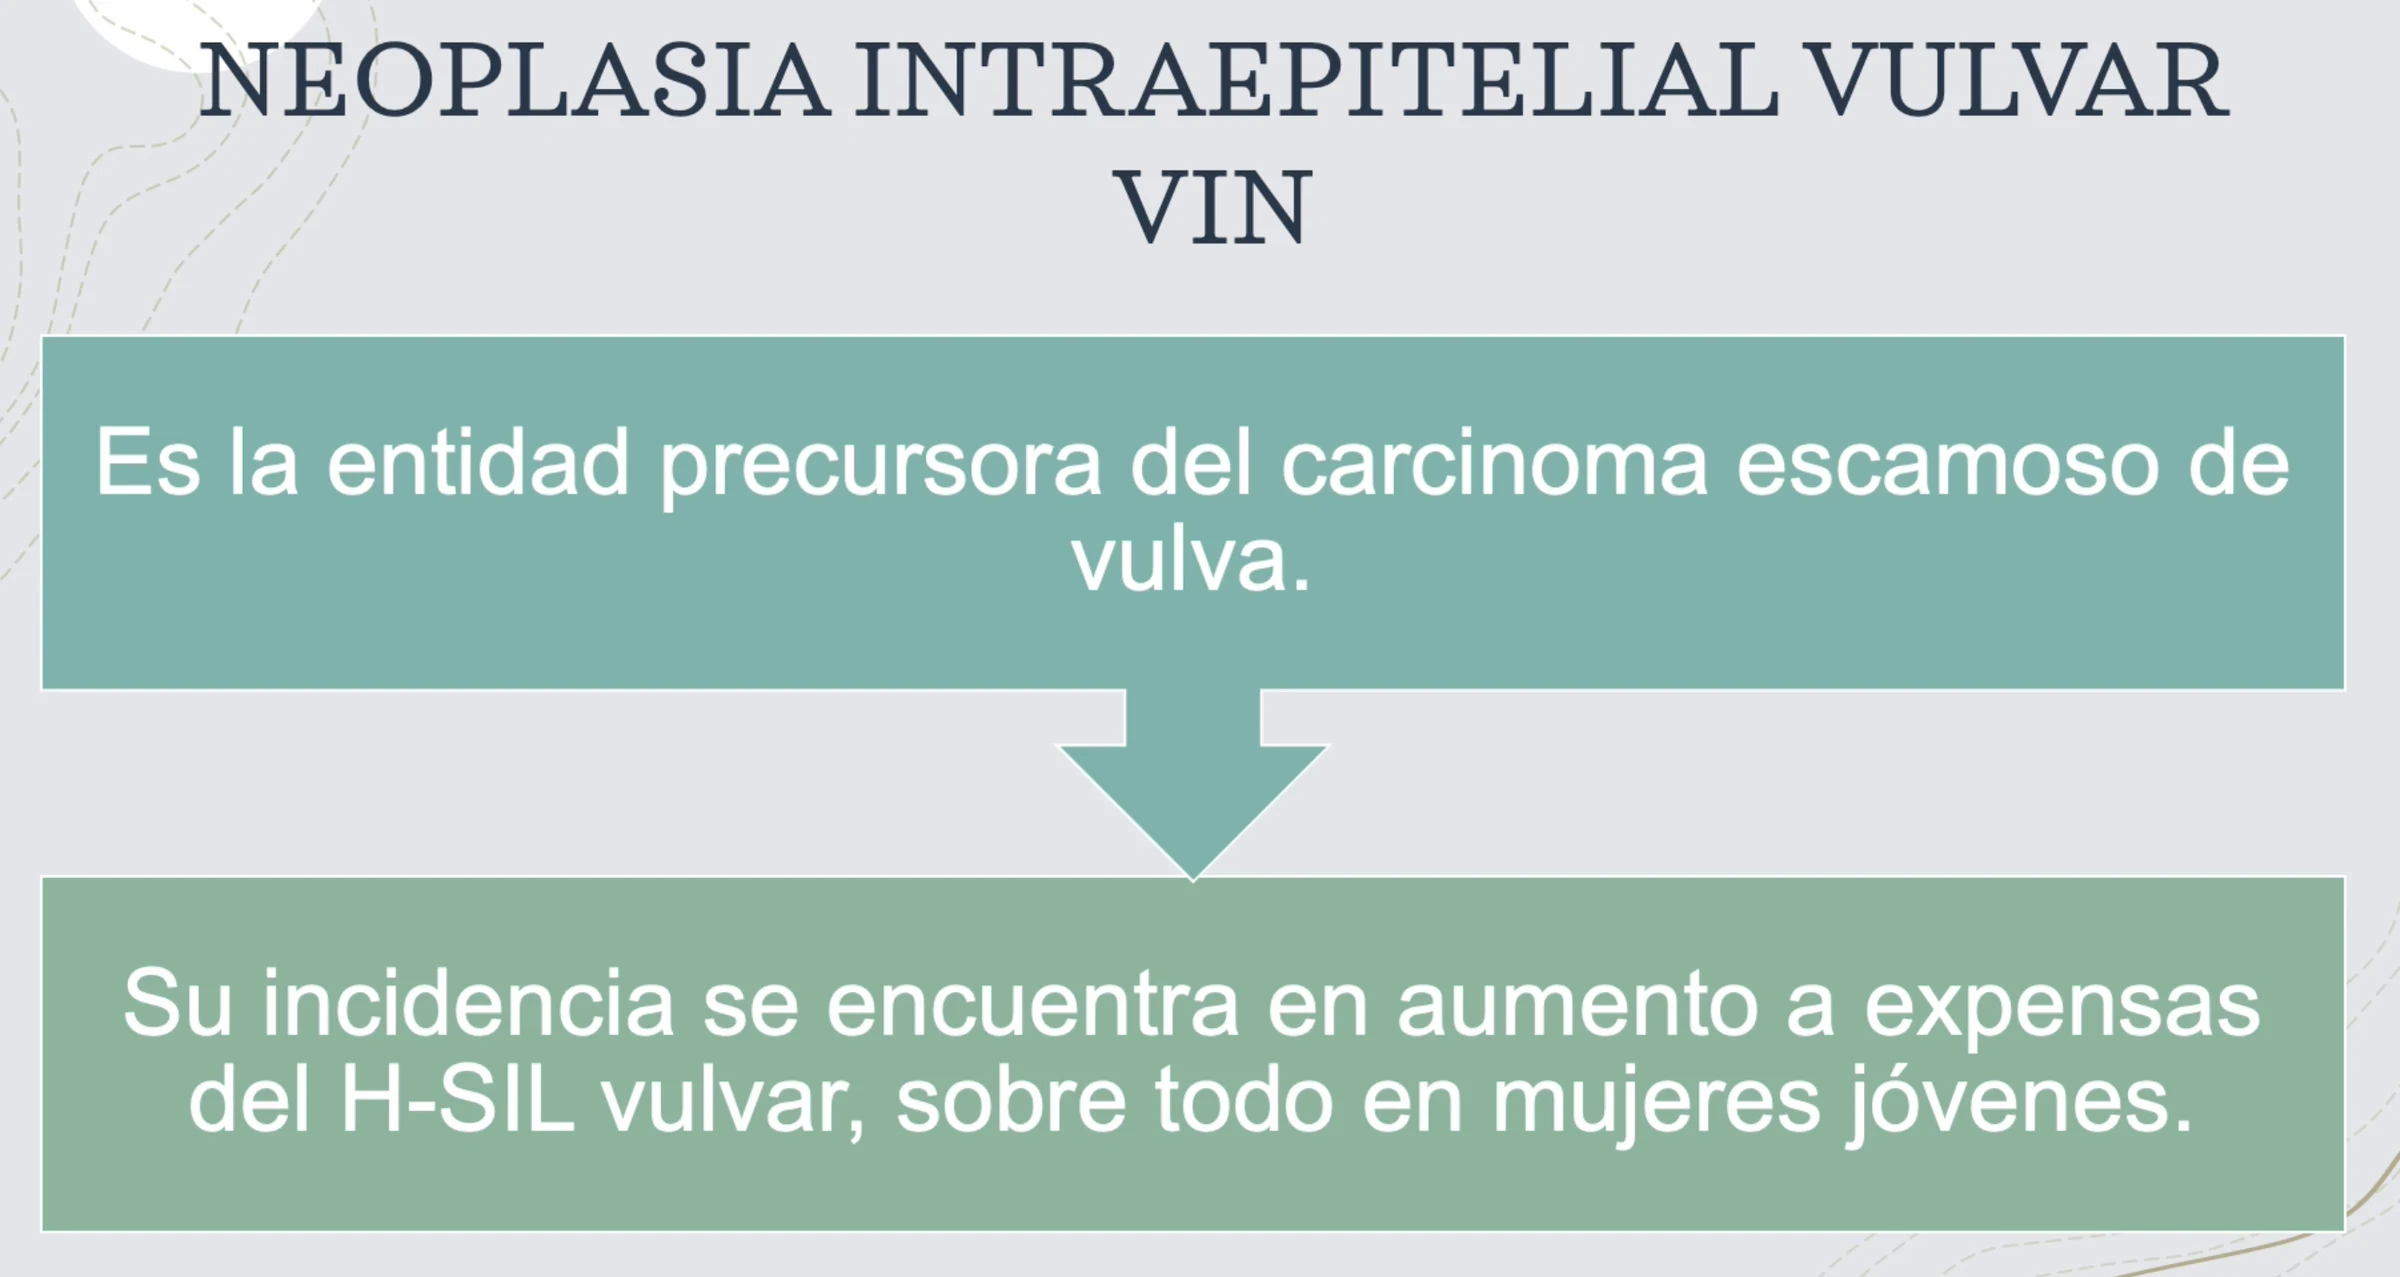 NEOPLASIA INTRAEPITELIAL VULVAR
VIN
Es la entidad precursora del carcinoma escamoso de
vulva.
Su incidencia se encuentra en aumento a expensas
del H-SIL vulvar, sobre todo en mujeres jóvenes.